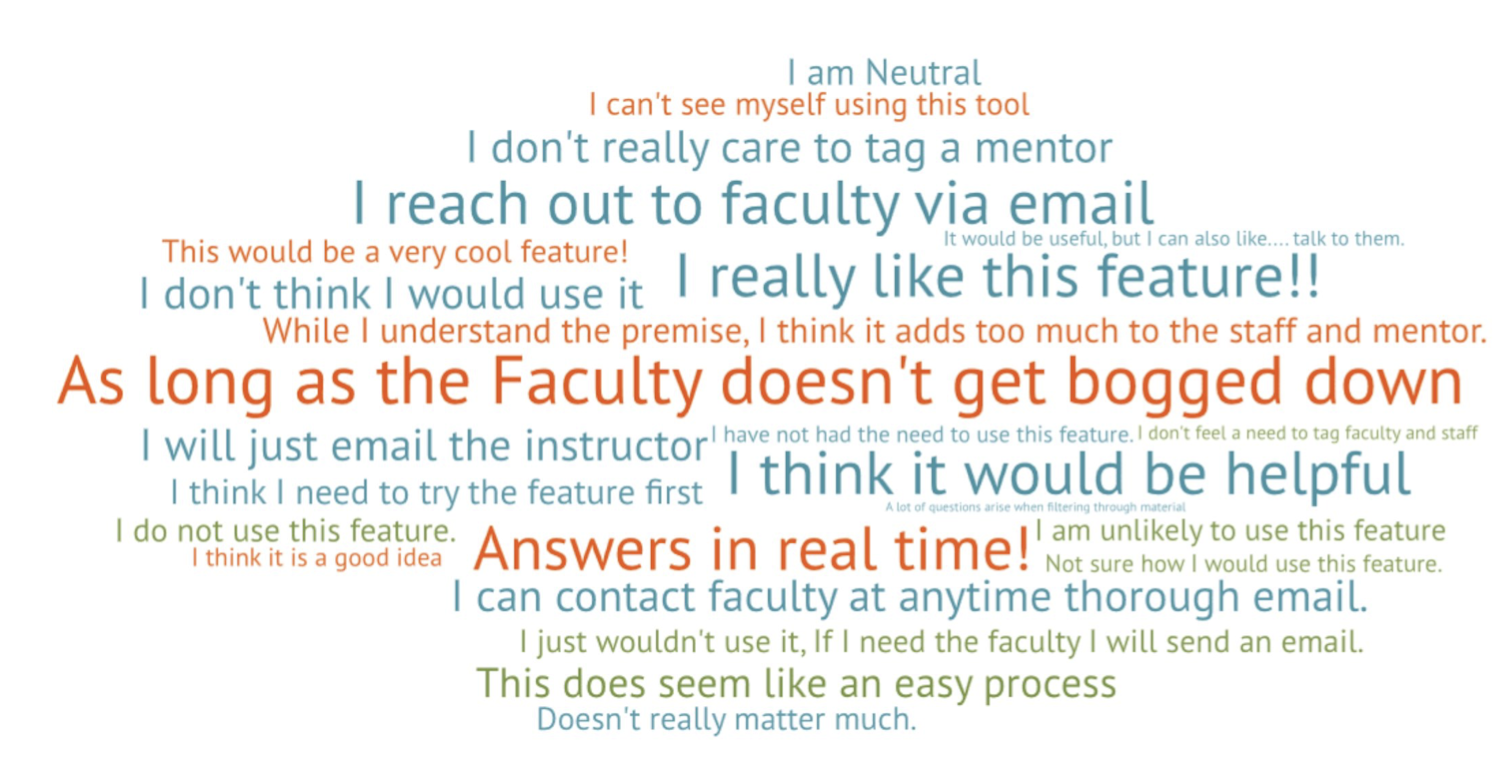 I am Neutral
I can't see myself using this tool
I don't really care to tag a mentor
I reach out to faculty via email
It would be useful, but I can also like.... talk to them.
This would be a very cool feature!
I really like this feature!!
I don't think I would use it
While I understand the premise, I think it adds too much to the staff and mentor.
As long as the Faculty doesn't get bogged down
I will just email the instructor
I have not had the need to use this feature.
I don't feel a need to tag faculty and staff
I think it would be helpful
I think I need to try the feature first
A lot of questions arise when filtering through material
I do not use this feature.
Answers in real time!
I am unlikely to use this feature
I think it is a good idea
Not sure how I would use this feature.
I can contact faculty at anytime thorough email.
I just wouldn't use it, If I need the faculty I will send an email.
This does seem like an easy process
Doesn't really matter much.